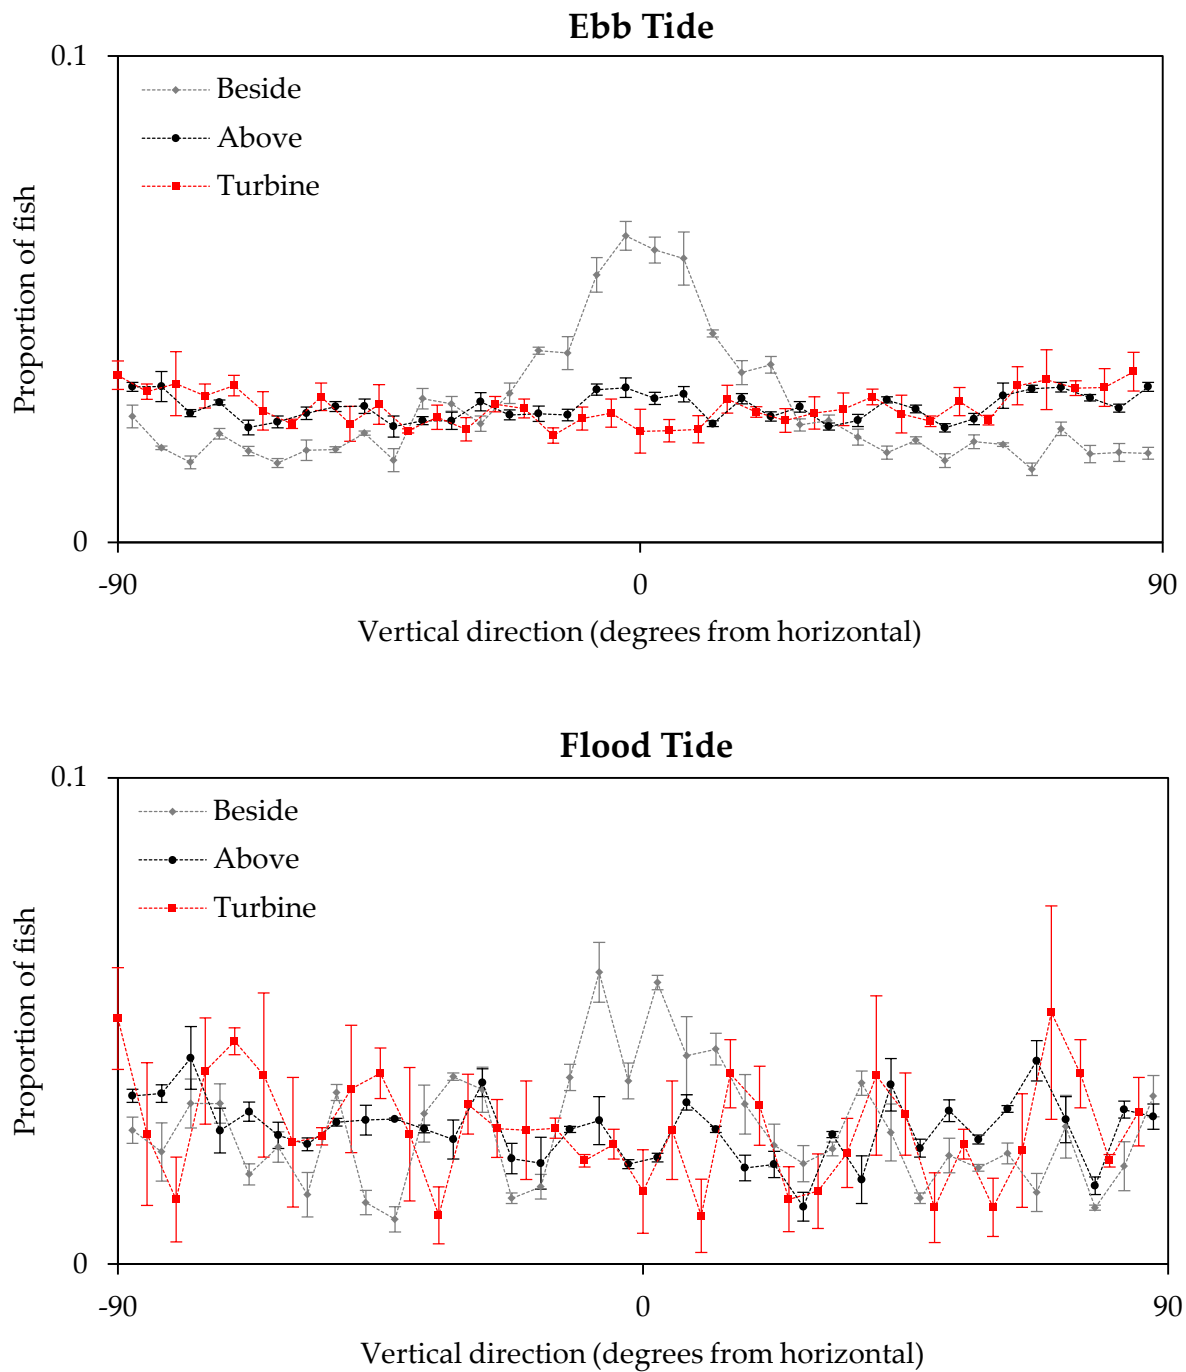 Ebb Tide
0.1
Beside
Above
Turbine
Proportion of fish
0
-90
0
90
Vertical direction (degrees from horizontal)
Flood Tide
0.1
Beside
Above
Turbine
Proportion of fish
0
-90
0
90
Vertical direction (degrees from horizontal)